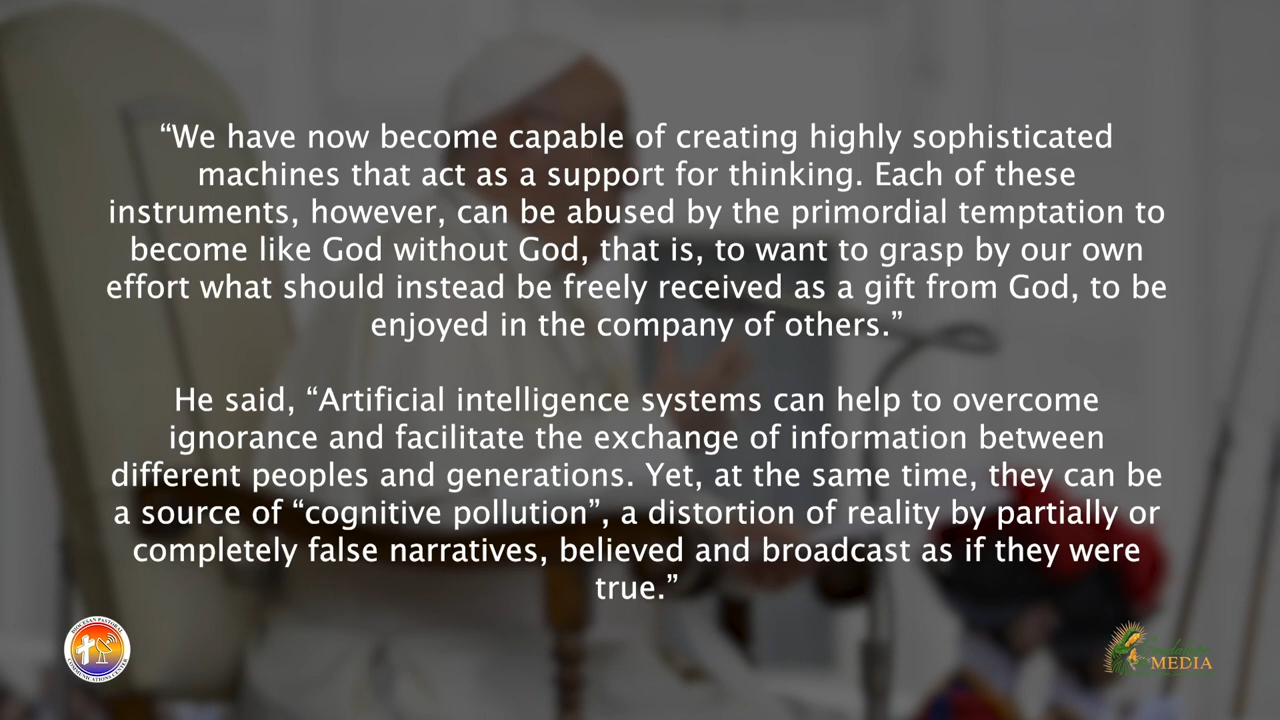 “We have now become capable of creating highly sophisticated
machines that act as a support for thinking. Each of these
instruments, however, can be abused by the primordial temptation to
become like God without God, that is, to want to grasp by our own
effort what should instead be freely received as a gift from God, to be
enjoyed in the company of others.”
He said, “Artificial intelligence systems can help to overcome
ignorance and facilitate the exchange of information between
different peoples and generations. Yet, at the same time, they can be
a source of “cognitive pollution”, a distortion of reality by partially or
completely false narratives, believed and broadcast as if they were
true.”
DIOCESAN PASTORAL
COMMUNICATIONS CENTER
MEDIA